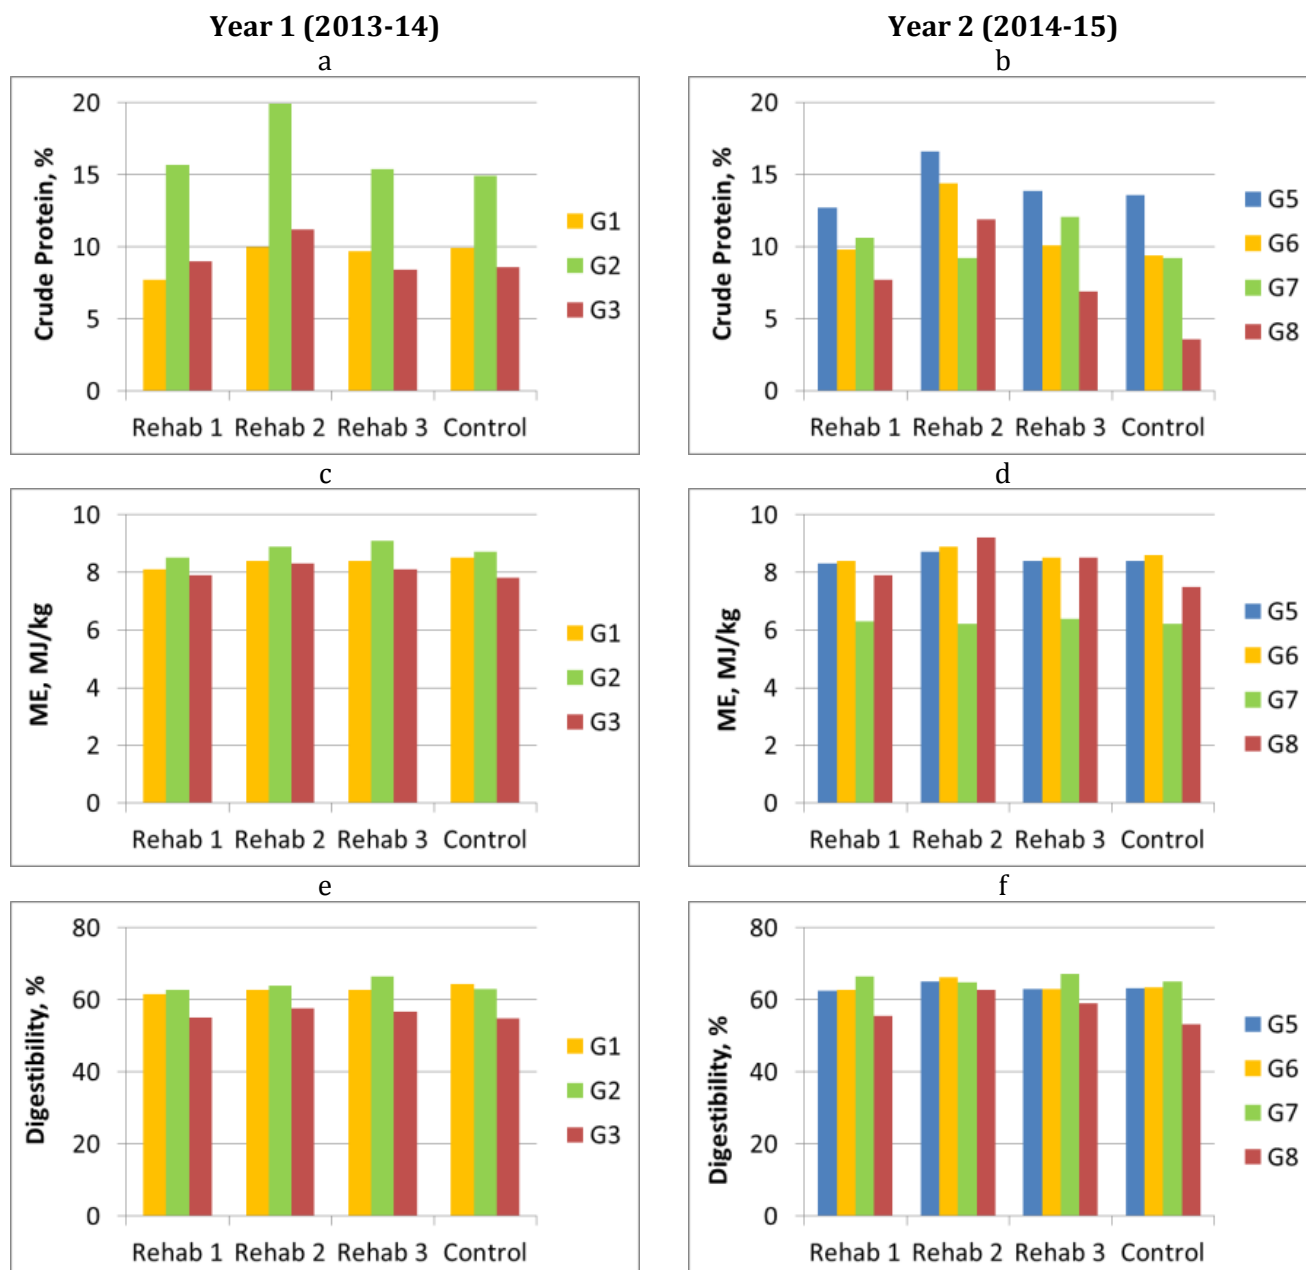 Year 1 (2013-14)
Year 2 (2014-15)
a
b
Crude Protein, %
20
15
10
5
0
Rehab 1 Rehab 2 Rehab 3 Control
G1
G2
G3
Crude Protein, %
20
15
10
5
0
Rehab 1 Rehab 2 Rehab 3 Control
G5
G6
G7
G8
c
d
ME, MJ/kg
10
8
6
4
2
0
Rehab 1 Rehab 2 Rehab 3 Control
G1
G2
G3
ME, MJ/kg
10
8
6
4
2
0
Rehab 1 Rehab 2 Rehab 3 Control
G5
G6
G7
G8
e
f
Digestibility, %
80
60
40
20
0
Rehab 1 Rehab 2 Rehab 3 Control
G1
G2
G3
Digestibility, %
80
60
40
20
0
Rehab 1 Rehab 2 Rehab 3 Control
G5
G6
G7
G8